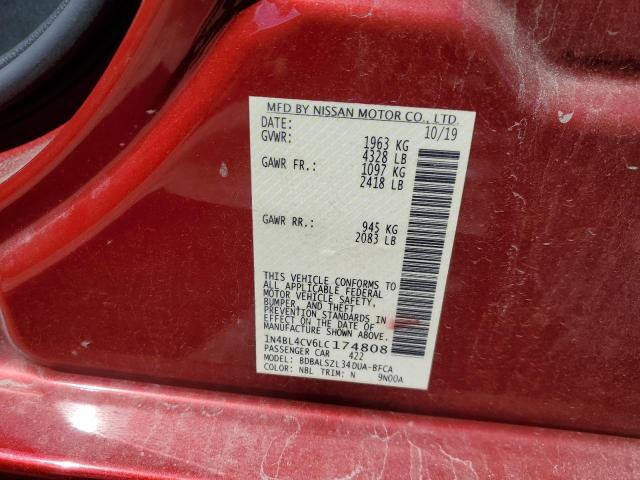 MFD BY NISSAN MOTOR CO., LTD.
DATE: 10/19
GVWR: 1963 KG
4328 LB
GAWR FR.: 1097 KG
2418 LB
GAWR RR.: 945 KG
2083 LB
THIS VEHICLE CONFORMS TO
ALL APPLICABLE FEDERAL
MOTOR VEHICLE SAFETY,
BUMPER, AND THEFT
PREVENTION STANDARDS IN
EFFECT ON THE DATE OF
MANUFACTURE SHOWN ABOVE.
1N4BL4CV6LC174808
PASSENGER CAR 422
MODEL: BDBALSZL34DUA-BFCA
COLOR: NBL TRIM: N 9N00A